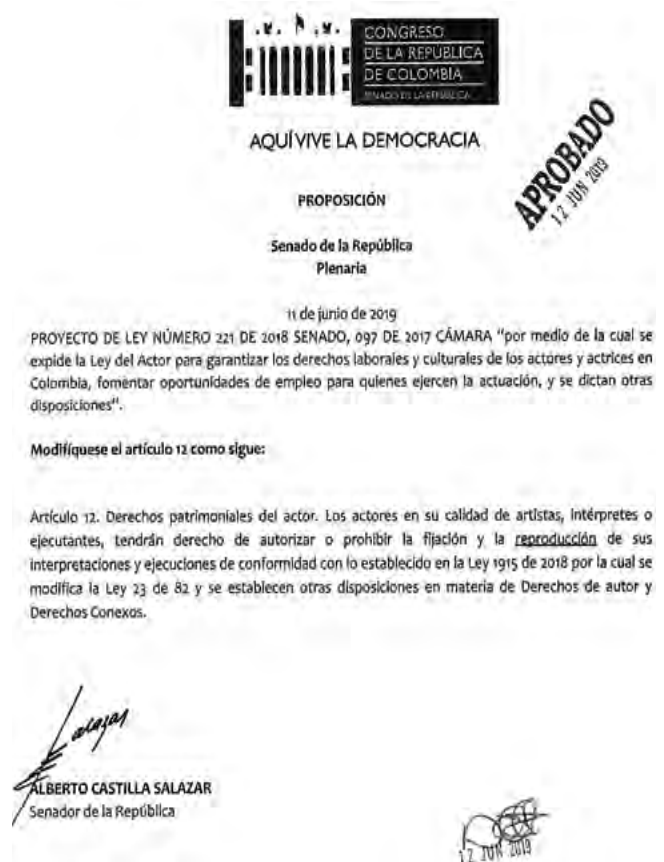 CONGRESO
DE LA REPÚBLICA
DE COLOMBIA
SENADO DE LA REPÚBLICA
AQUÍ VIVE LA DEMOCRACIA
APROBADO
12 JUN 2019
PROPOSICIÓN
Senado de la República
Plenaria
11 de junio de 2019
PROYECTO DE LEY NÚMERO 221 DE 2018 SENADO, 097 DE 2017 CÁMARA "por medio de la cual se
expide la Ley del Actor para garantizar los derechos laborales y culturales de los actores y actrices en
Colombia, fomentar oportunidades de empleo para quienes ejercen la actuación, y se dictan otras
disposiciones".
Modifíquese el artículo 12 como sigue:
Artículo 12. Derechos patrimoniales del actor. Los actores en su calidad de artistas, intérpretes o
ejecutantes, tendrán derecho de autorizar o prohibir la fijación y la reproducción de sus
interpretaciones y ejecuciones de conformidad con lo establecido en la Ley 1915 de 2018 por la cual se
modifica la Ley 23 de 82 y se establecen otras disposiciones en materia de Derechos de autor y
Derechos Conexos.
ALBERTO CASTILLA SALAZAR
Senador de la República
12 JUN 2019